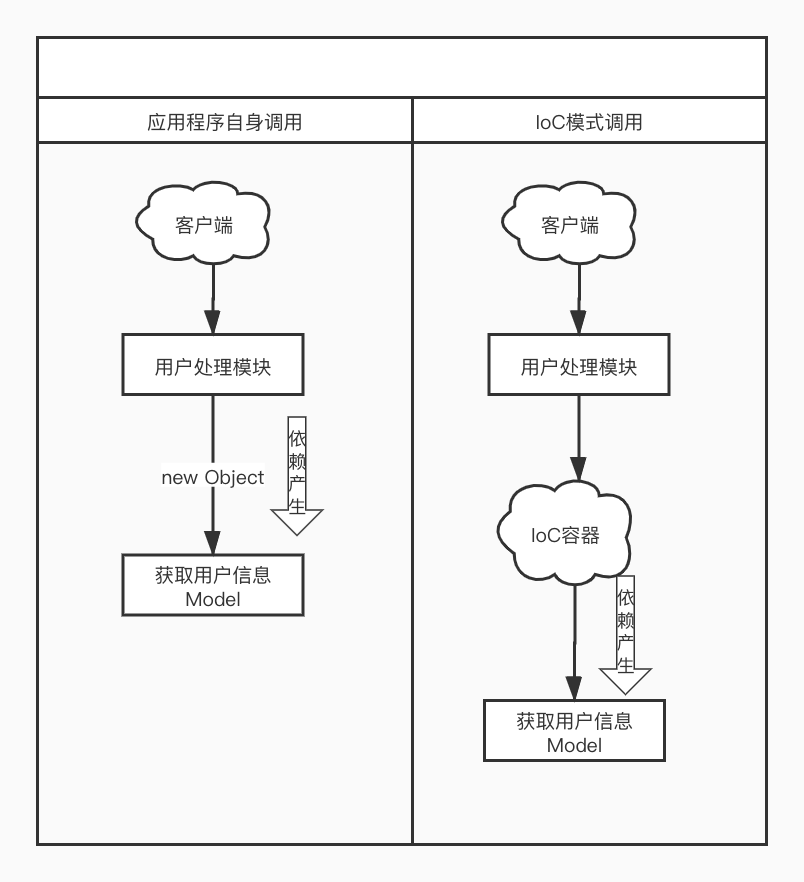 应用程序自身调用
IoC模式调用
客户端
用户处理模块
new Object
依
赖
产
生
获取用户信息
Model
客户端
用户处理模块
IoC容器
依
赖
产
生
获取用户信息
Model